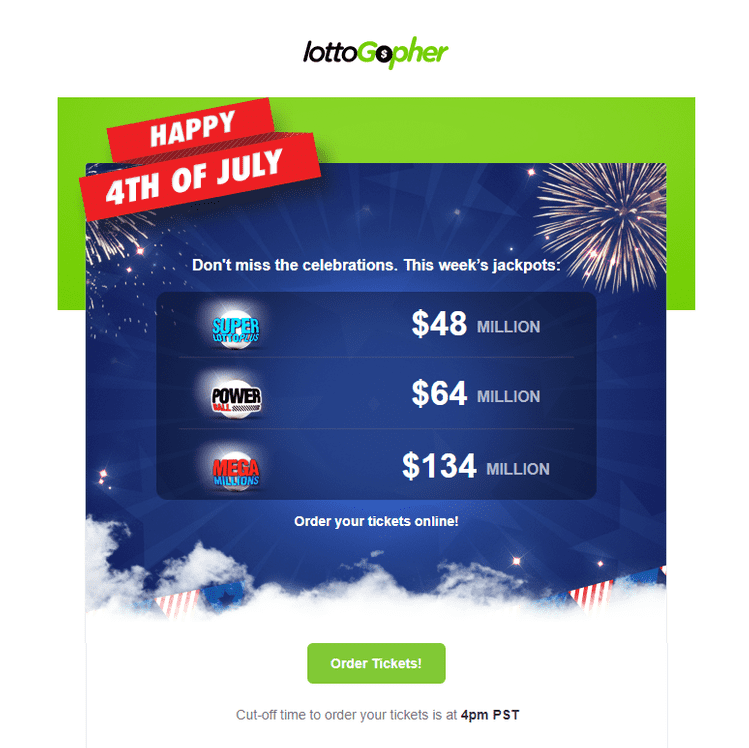 lottoGopher
HAPPY
4TH OF JULY
Don't miss the celebrations. This week’s jackpots:
SUPER
LOTTO PLUS
$48 MILLION
POWER
BALL
$64 MILLION
MEGA
MILLIONS
$134 MILLION
Order your tickets online!
Order Tickets!
Cut-off time to order your tickets is at 4pm PST